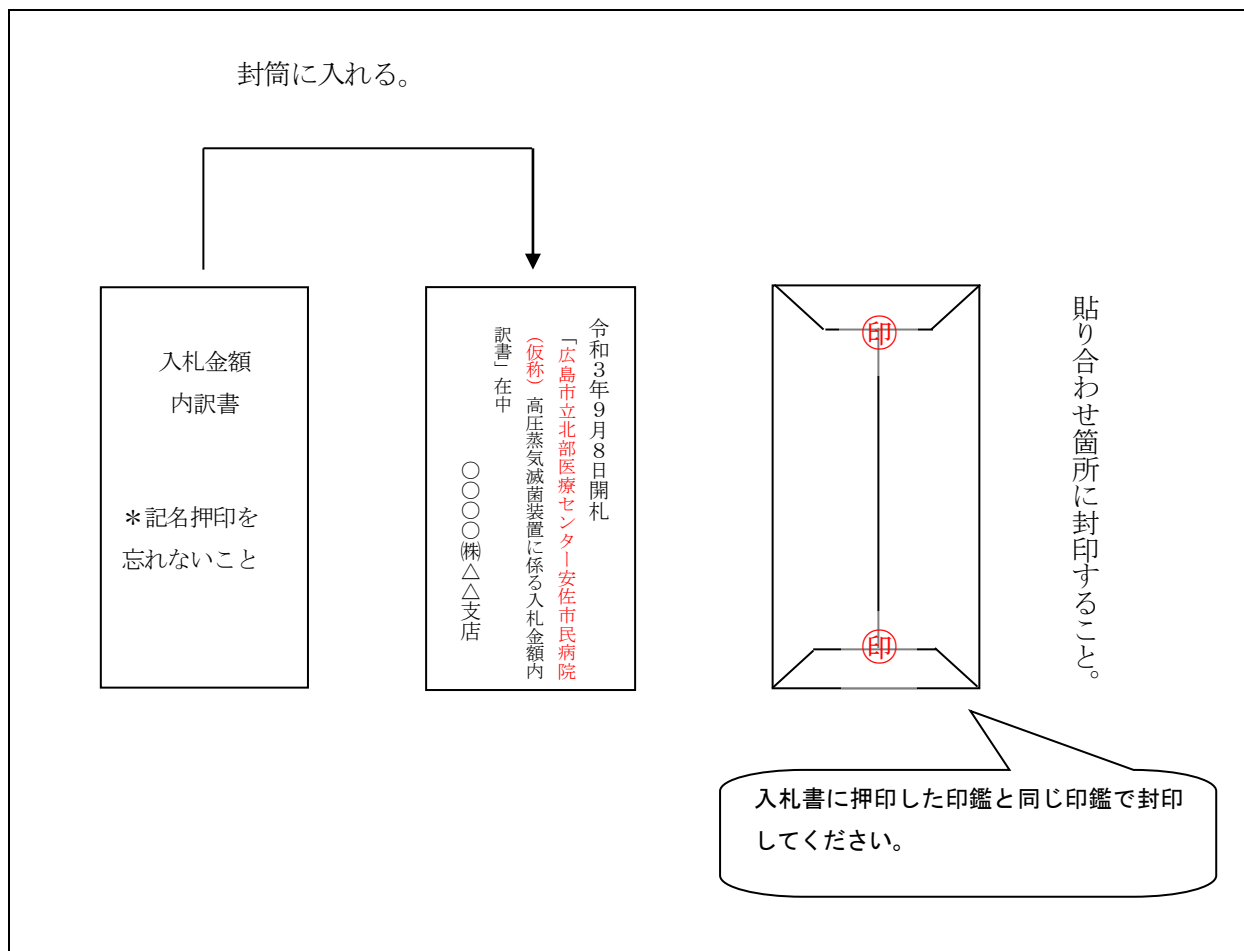 封筒に入れる。
入札金額
内訳書
＊記名押印を
忘れないこと
令和３年９月８日開札
「広島市立北部医療センター安佐市民病院
（仮称）高圧蒸気滅菌装置に係る入札金額内
訳書」在中
〇〇〇〇㈱△△支店
印
印
貼り合わせ箇所に封印すること。
入札書に押印した印鑑と同じ印鑑で封印
してください。